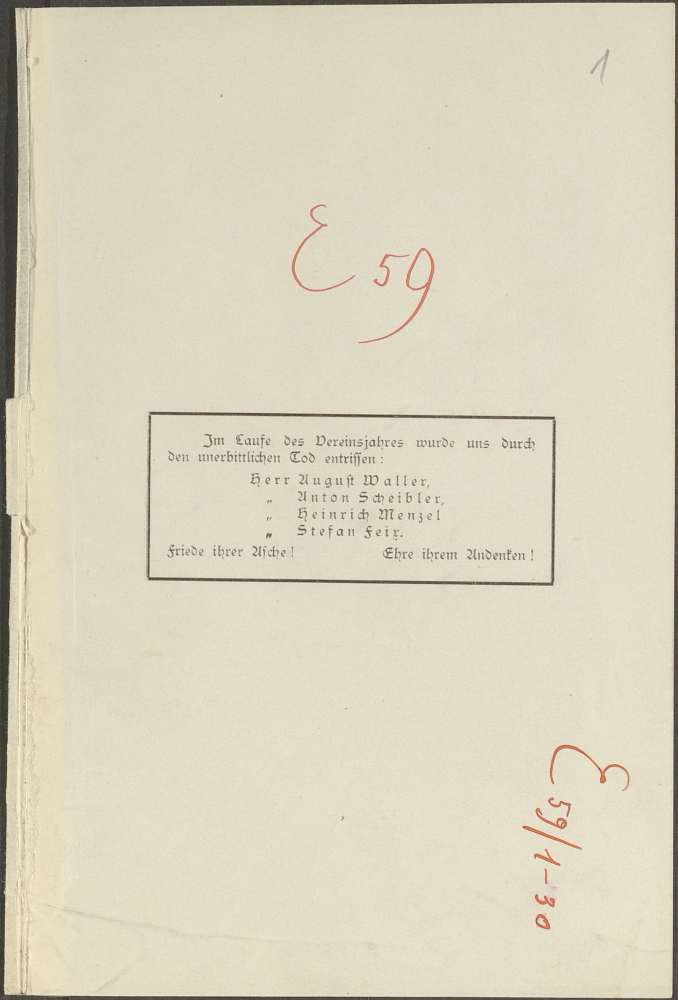 1
E 59
Im Laufe des Vereinsjahres wurde uns durch
den unerbittlichen Tod entrissen:
Herr August Waller,
„ Anton Scheibler,
„ Heinrich Menzel
„ Stefan Feix.
Friede ihrer Asche! Ehre ihrem Andenken!
E 59/1-30